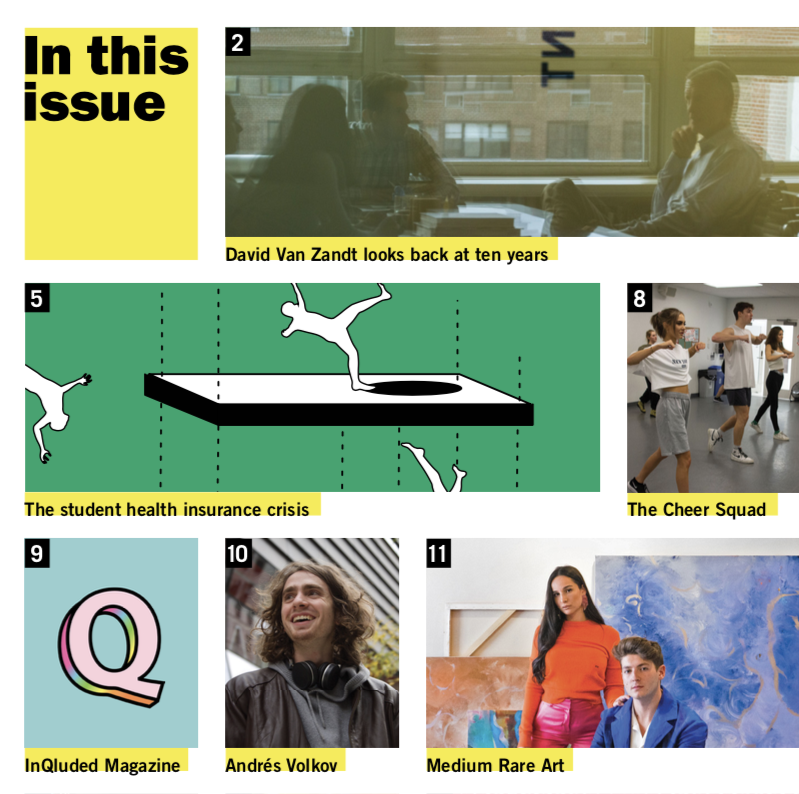 In this
issue
2
TN
David Van Zandt looks back at ten years
5
8
The student health insurance crisis
The Cheer Squad
9
10
11
Q
InQluded Magazine
Andrés Volkov
Medium Rare Art